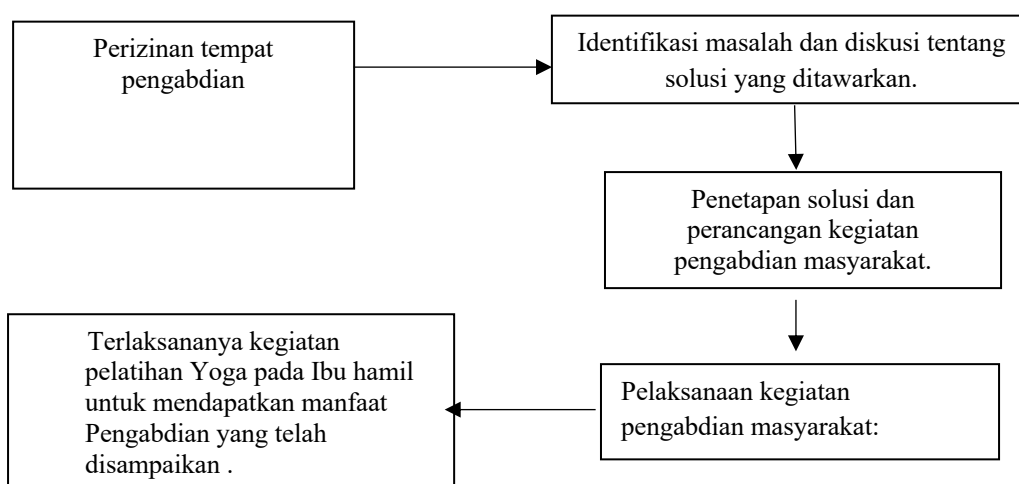 Perizinan tempat
pengabdian
Identifikasi masalah dan diskusi tentang
solusi yang ditawarkan.
Penetapan solusi dan
perancangan kegiatan
pengabdian masyarakat.
Pelaksanaan kegiatan
pengabdian masyarakat:
Terlaksananya kegiatan
pelatihan Yoga pada Ibu hamil
untuk mendapatkan manfaat
Pengabdian yang telah
disampaikan .